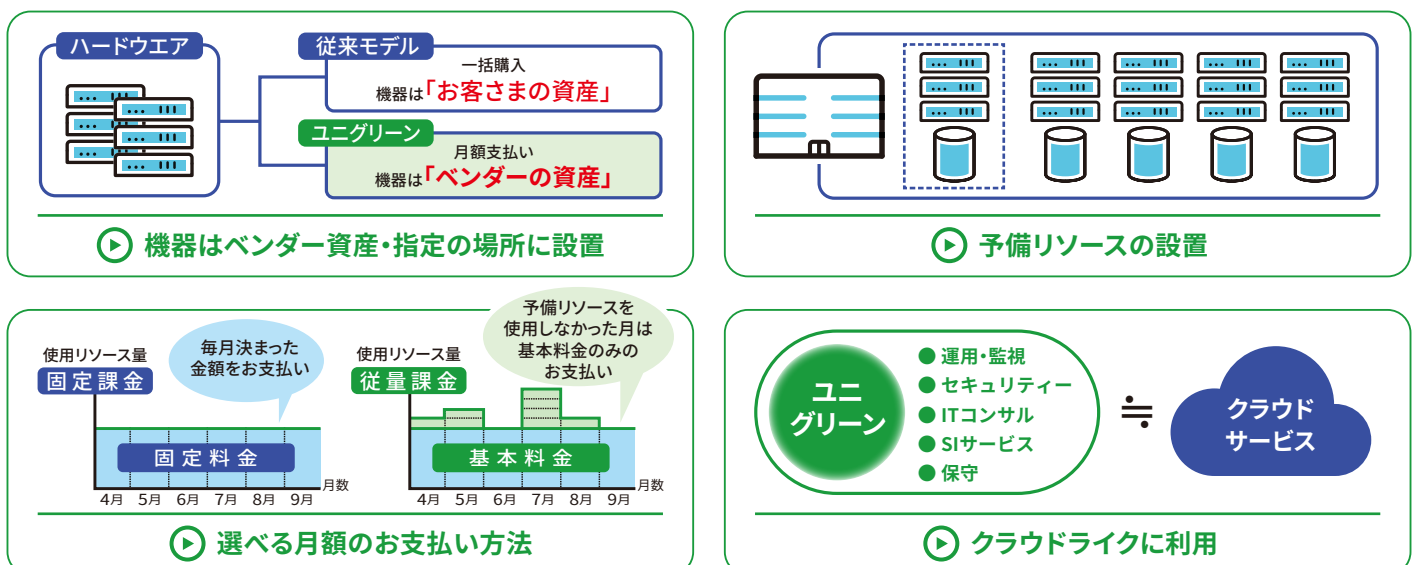 ハードウエア
従来モデル
一括購入
機器は「お客さまの資産」
ユニグリーン
月額支払い
機器は「ベンダーの資産」
機器はベンダー資産・指定の場所に設置
予備リソースの設置
使用リソース量
固定課金
毎月決まった
金額をお支払い
固定料金
4月 5月 6月 7月 8月 9月
月数
使用リソース量
従量課金
予備リソースを
使用しなかった月は
基本料金のみの
お支払い
基本料金
4月 5月 6月 7月 8月 9月
月数
選べる月額のお支払い方法
ユニ
グリーン
● 運用・監視
● セキュリティー
● ITコンサル
● SIサービス
● 保守
≒
クラウド
サービス
クラウドライクに利用